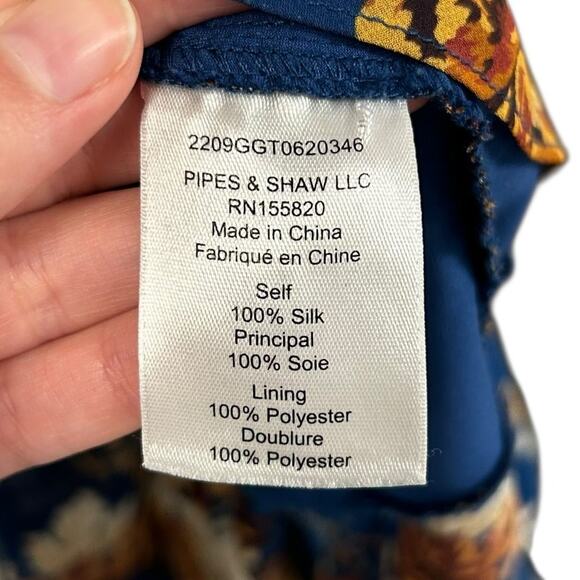 2209GGT0620346
PIPES & SHAW LLC
RN155820
Made in China
Fabriqué en Chine
Self
100% Silk
Principal
100% Soie
Lining
100% Polyester
Doublure
100% Polyester